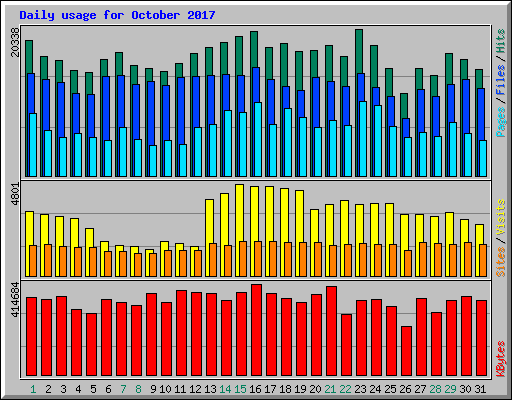 Daily usage for October 2017
20338
Pages / Files / Hits
4801
Sites / Visits
414684
KBytes
1 2 3 4 5 6 7 8 9 10 11 12 13 14 15 16 17 18 19 20 21 22 23 24 25 26 27 28 29 30 31